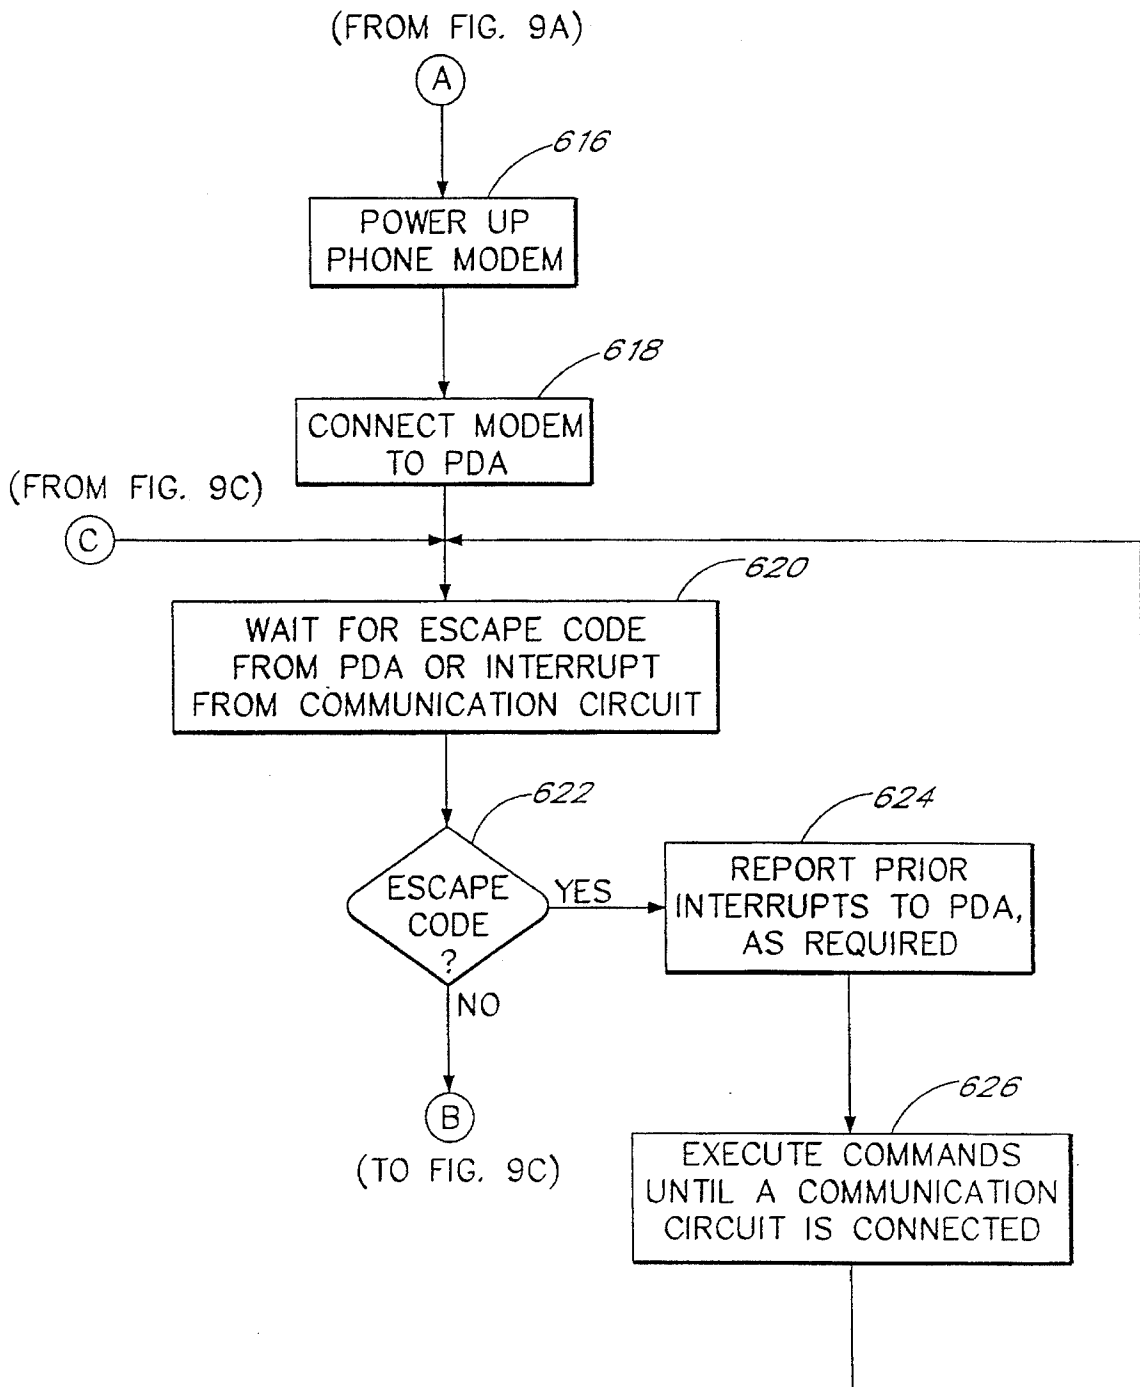 (FROM FIG. 9A)
A
616
POWER UP
PHONE MODEM
618
CONNECT MODEM
TO PDA
(FROM FIG. 9C)
C
620
WAIT FOR ESCAPE CODE
FROM PDA OR INTERRUPT
FROM COMMUNICATION CIRCUIT
622
ESCAPE
CODE
?
YES
NO
624
REPORT PRIOR
INTERRUPTS TO PDA,
AS REQUIRED
B
(TO FIG. 9C)
626
EXECUTE COMMANDS
UNTIL A COMMUNICATION
CIRCUIT IS CONNECTED